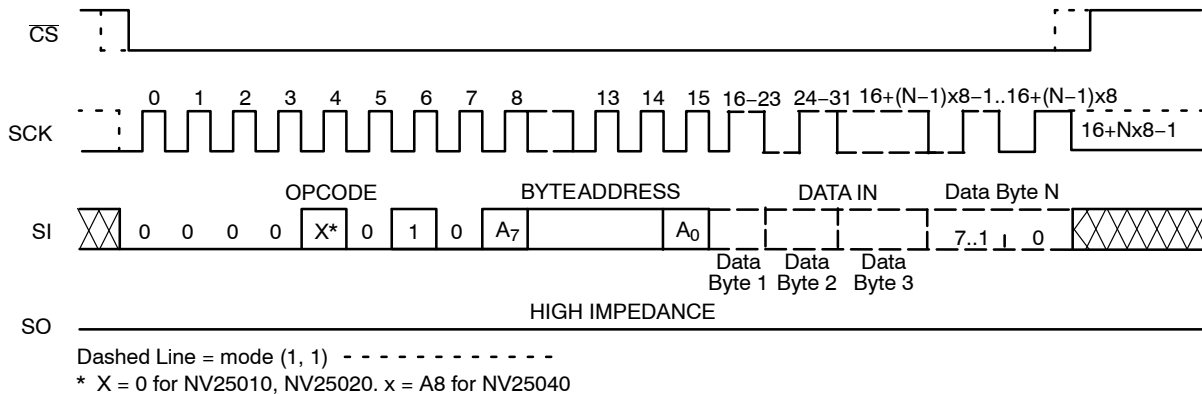 CS
0 1 2 3 4 5 6 7 8 13 14 15 16–23 24–31 16+(N–1)x8–1..16+(N–1)x8
SCK
16+Nx8–1
OPCODE BYTE ADDRESS DATA IN Data Byte N
SI 0 0 0 0 X* 0 1 0 A7 A0 7..1 0
Data Byte 1 Data Byte 2 Data Byte 3
HIGH IMPEDANCE
SO
Dashed Line = mode (1, 1) - - - - - - - - - - - -
* X = 0 for NV25010, NV25020. x = A8 for NV25040